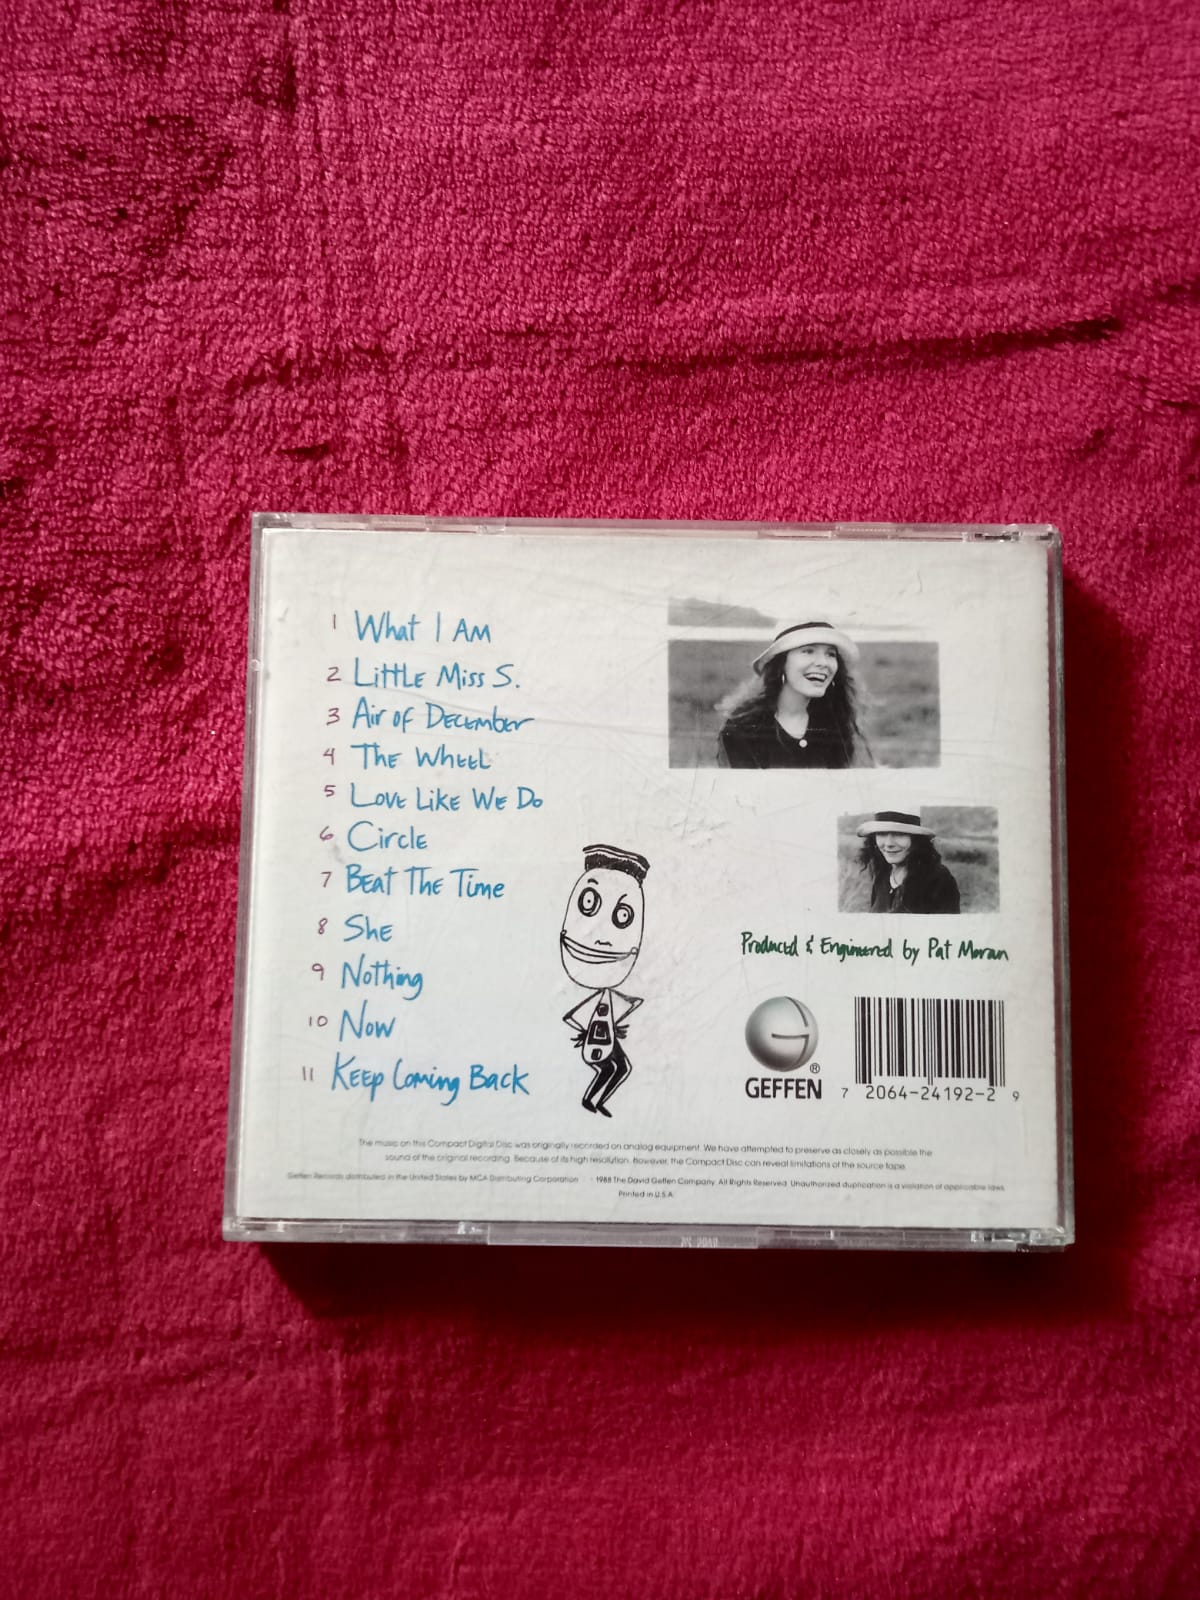 1 What I Am
2 Little Miss S.
3 Air of December
4 The Wheel
5 Love Like We Do
6 Circle
7 Beat The Time
8 She
9 Nothing
10 Now
11 Keep Coming Back
Produced & Engineered by Pat Moran
GEFFEN ®
7 2064-24192-2 9
The music on this Compact Digital Disc was originally recorded on analog equipment. We have attempted to preserve as closely as possible the
sound of the original recording. Because of its high resolution, however, the Compact Disc can reveal limitations of the source tape.
Geffen Records distributed in the United States by MCA Distributing Corporation 1988 The David Geffen Company. All Rights Reserved. Unauthorized duplication is a violation of applicable laws.
Printed in U.S.A.